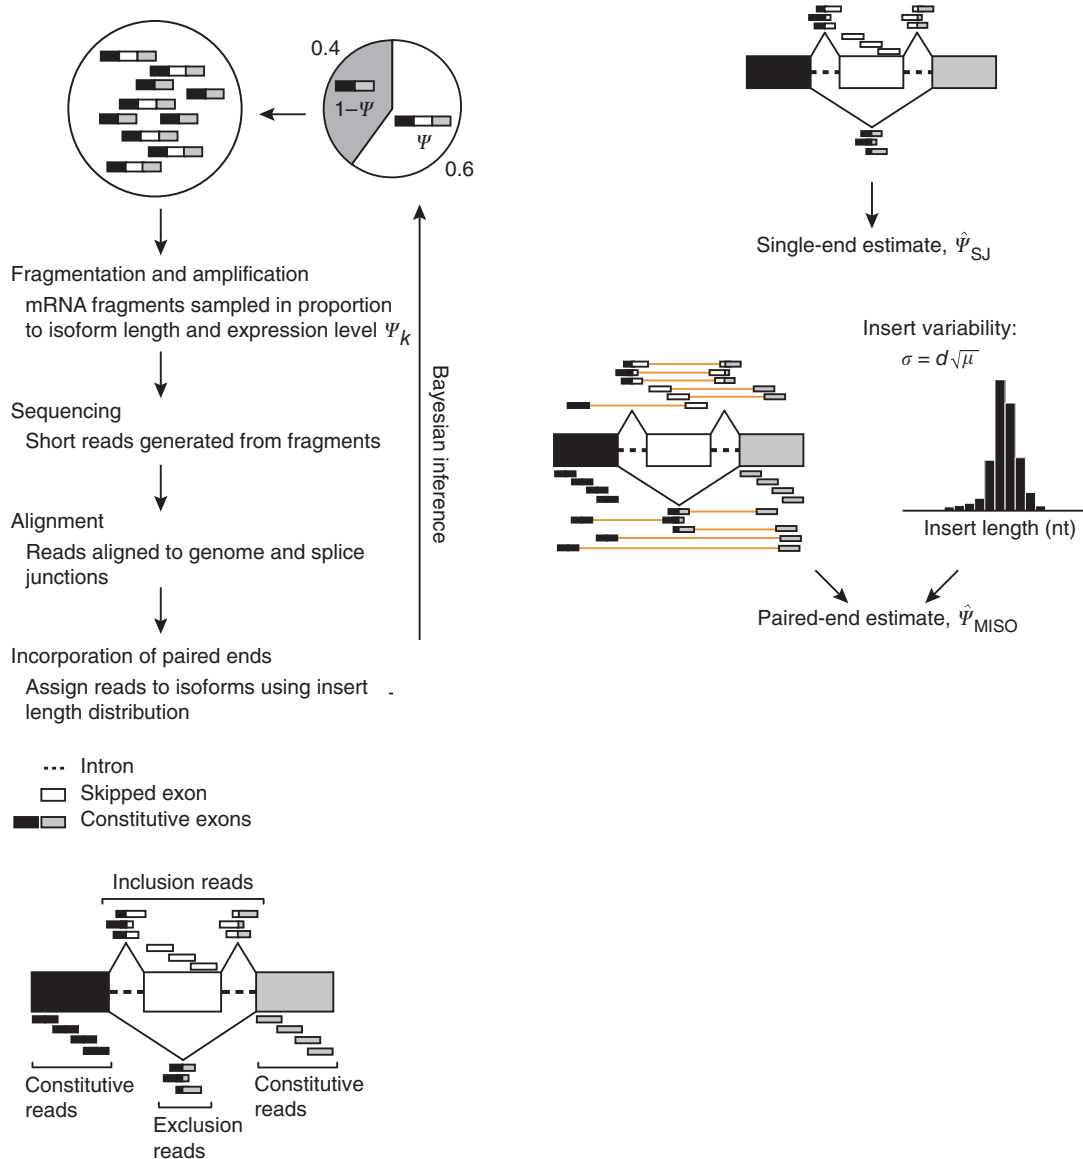 0.4
1–Ψ
Ψ
0.6
Fragmentation and amplification
mRNA fragments sampled in proportion
to isoform length and expression level Ψk
Sequencing
Short reads generated from fragments
Alignment
Reads aligned to genome and splice
junctions
Incorporation of paired ends
Assign reads to isoforms using insert
length distribution
Bayesian inference
Intron
Skipped exon
Constitutive exons
Inclusion reads
Constitutive
reads
Exclusion
reads
Constitutive
reads
Single-end estimate, Ψ̂SJ
Insert variability:
σ = d√μ
Insert length (nt)
Paired-end estimate, Ψ̂MISO